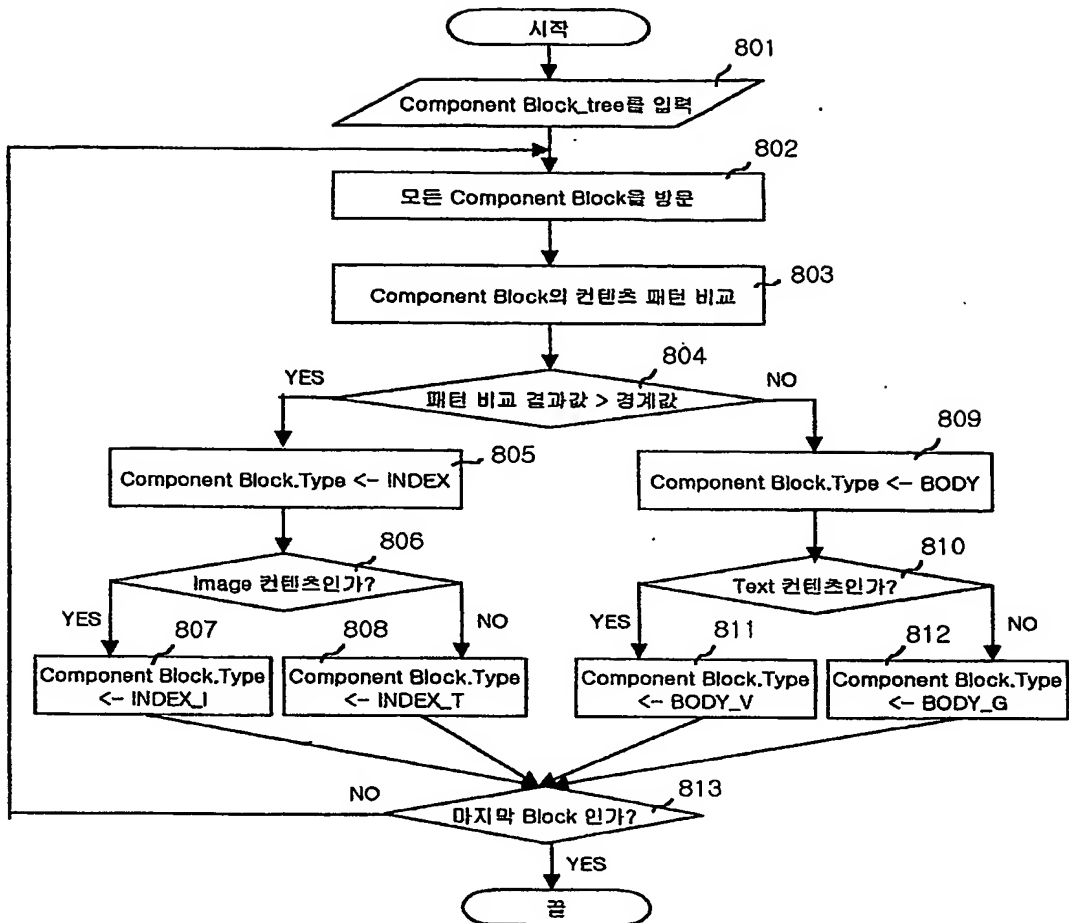 시작
801
Component Block_tree를 입력
802
모든 Component Block을 방문
803
Component Block의 컨텐츠 패턴 비교
804
YES
NO
패턴 비교 결과값 > 경계값
805
809
Component Block.Type <- INDEX
Component Block.Type <- BODY
806
810
Image 컨텐츠인가?
Text 컨텐츠인가?
YES
NO
YES
NO
807
808
811
812
Component Block.Type
<- INDEX_I
Component Block.Type
<- INDEX_T
Component Block.Type
<- BODY_V
Component Block.Type
<- BODY_G
NO
813
마지막 Block 인가?
YES
끝